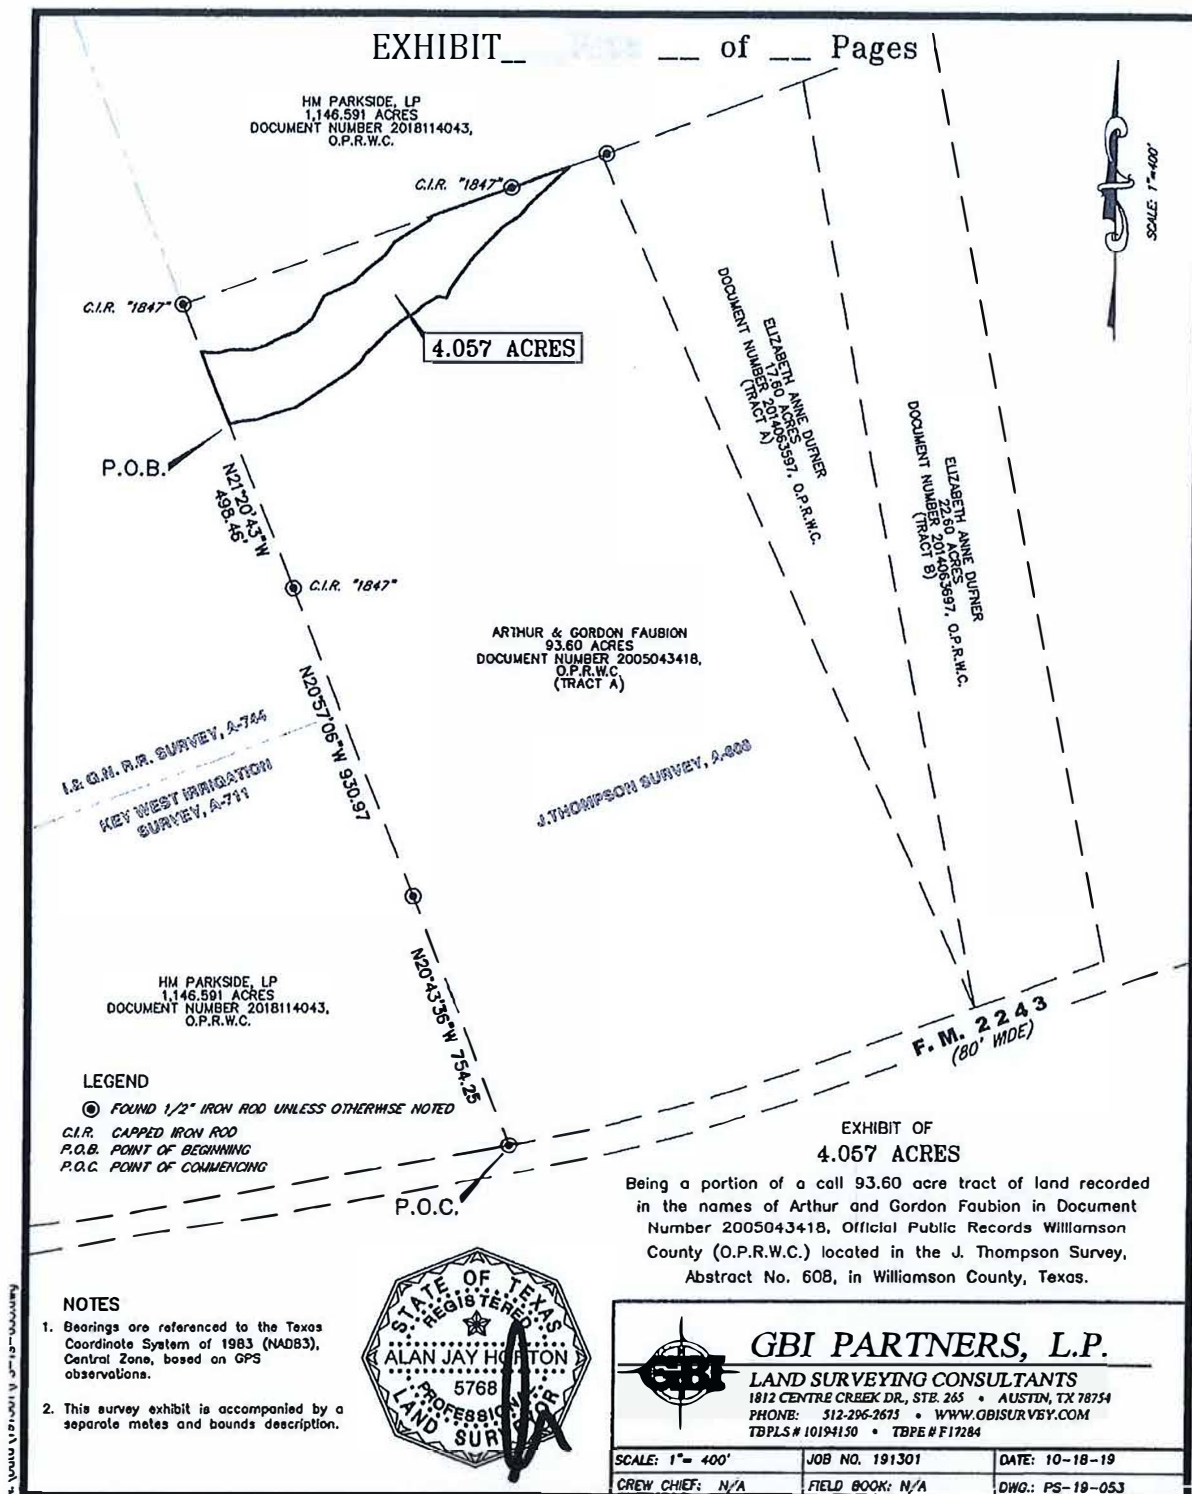 EXHIBIT__ __ of __ Pages
HM PARKSIDE, LP
1,146.591 ACRES
DOCUMENT NUMBER 2018114043,
O.P.R.W.C.
C.I.R. "1847"
SCALE: 1"=400'
C.I.R. "1847"
4.057 ACRES
ELIZABETH ANNE DUFNER
17.60 ACRES
DOCUMENT NUMBER 2014063597, O.P.R.W.C.
(TRACT A)
ELIZABETH ANNE DUFNER
22.60 ACRES
DOCUMENT NUMBER 2014063697, O.P.R.W.C.
(TRACT B)
P.O.B.
N21°20'43"W
498.46'
C.I.R. "1847"
ARTHUR & GORDON FAUBION
93.60 ACRES
DOCUMENT NUMBER 2005043418,
O.P.R.W.C.
(TRACT A)
N20°57'06"W 930.97
I.& G.N. R.R. SURVEY, A-744
KEY WEST IRRIGATION
SURVEY, A-711
J.THOMPSON SURVEY, A-608
HM PARKSIDE, LP
1,146.591 ACRES
DOCUMENT NUMBER 2018114043,
O.P.R.W.C.
N20°43'36"W 754.25
F. M. 2243
(80' WIDE)
LEGEND
FOUND 1/2" IRON ROD UNLESS OTHERWISE NOTED
C.I.R. CAPPED IRON ROD
P.O.B. POINT OF BEGINNING
P.O.C. POINT OF COMMENCING
P.O.C.
EXHIBIT OF
4.057 ACRES
Being a portion of a call 93.60 acre tract of land recorded
in the names of Arthur and Gordon Faubion in Document
Number 2005043418, Official Public Records Williamson
County (O.P.R.W.C.) located in the J. Thompson Survey,
Abstract No. 608, in Williamson County, Texas.
NOTES
1. Bearings are referenced to the Texas
Coordinate System of 1983 (NAD83),
Central Zone, based on GPS
observations.
2. This survey exhibit is accompanied by a
separate metes and bounds description.
STATE OF TEXAS
REGISTERED
ALAN JAY HORTON
5768
PROFESSIONAL
LAND SURVEYOR
GBI
GBI PARTNERS, L.P.
LAND SURVEYING CONSULTANTS
1812 CENTRE CREEK DR., STE. 265 • AUSTIN, TX 78754
PHONE: 512-296-2675 • WWW.GBISURVEY.COM
TBPLS # 10194150 • TBPE # F17284
SCALE: 1"= 400' JOB NO. 191301 DATE: 10-18-19
CREW CHIEF: N/A FIELD BOOK: N/A DWG.: PS-19-053